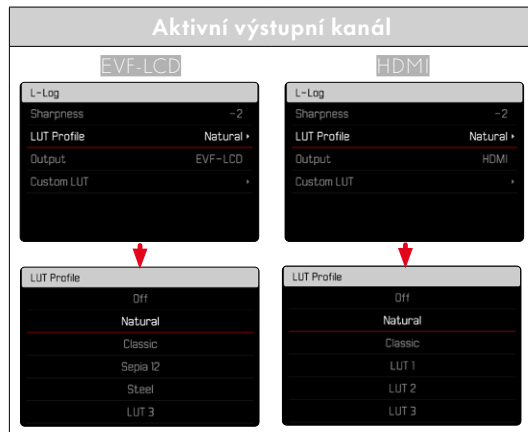 Aktivní výstupní kanál
EVF-LCD
L-Log
Sharpness -2
LUT Profile Natural
Output EVF-LCD
Custom LUT
LUT Profile
Off
Natural
Classic
Sepia 12
Steel
LUT 3
HDMI
L-Log
Sharpness -2
LUT Profile Natural
Output HDMI
Custom LUT
LUT Profile
Off
Natural
Classic
LUT 1
LUT 2
LUT 3